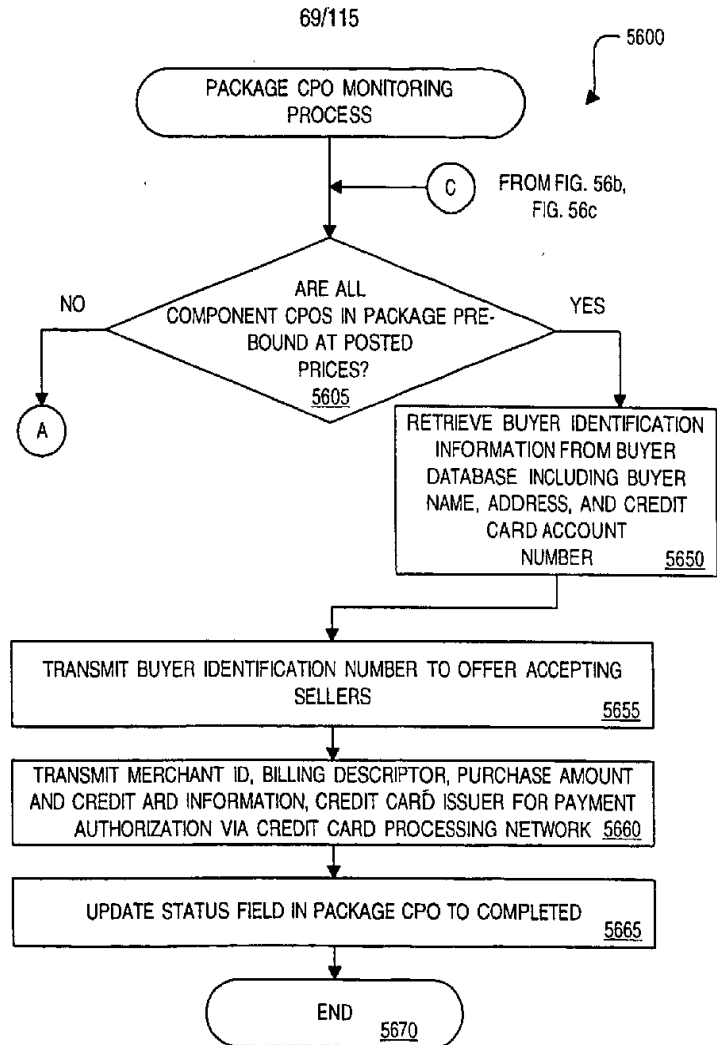 69/115
5600
PACKAGE CPO MONITORING
PROCESS
C
FROM FIG. 56b,
FIG. 56c
ARE ALL
COMPONENT CPOS IN PACKAGE PRE-
BOUND AT POSTED
PRICES?
5605
NO
YES
A
RETRIEVE BUYER IDENTIFICATION
INFORMATION FROM BUYER
DATABASE INCLUDING BUYER
NAME, ADDRESS, AND CREDIT
CARD ACCOUNT
NUMBER 5650
TRANSMIT BUYER IDENTIFICATION NUMBER TO OFFER ACCEPTING
SELLERS
5655
TRANSMIT MERCHANT ID, BILLING DESCRIPTOR, PURCHASE AMOUNT
AND CREDIT ARD INFORMATION, CREDIT CARD ISSUER FOR PAYMENT
AUTHORIZATION VIA CREDIT CARD PROCESSING NETWORK 5660
UPDATE STATUS FIELD IN PACKAGE CPO TO COMPLETED
5665
END
5670